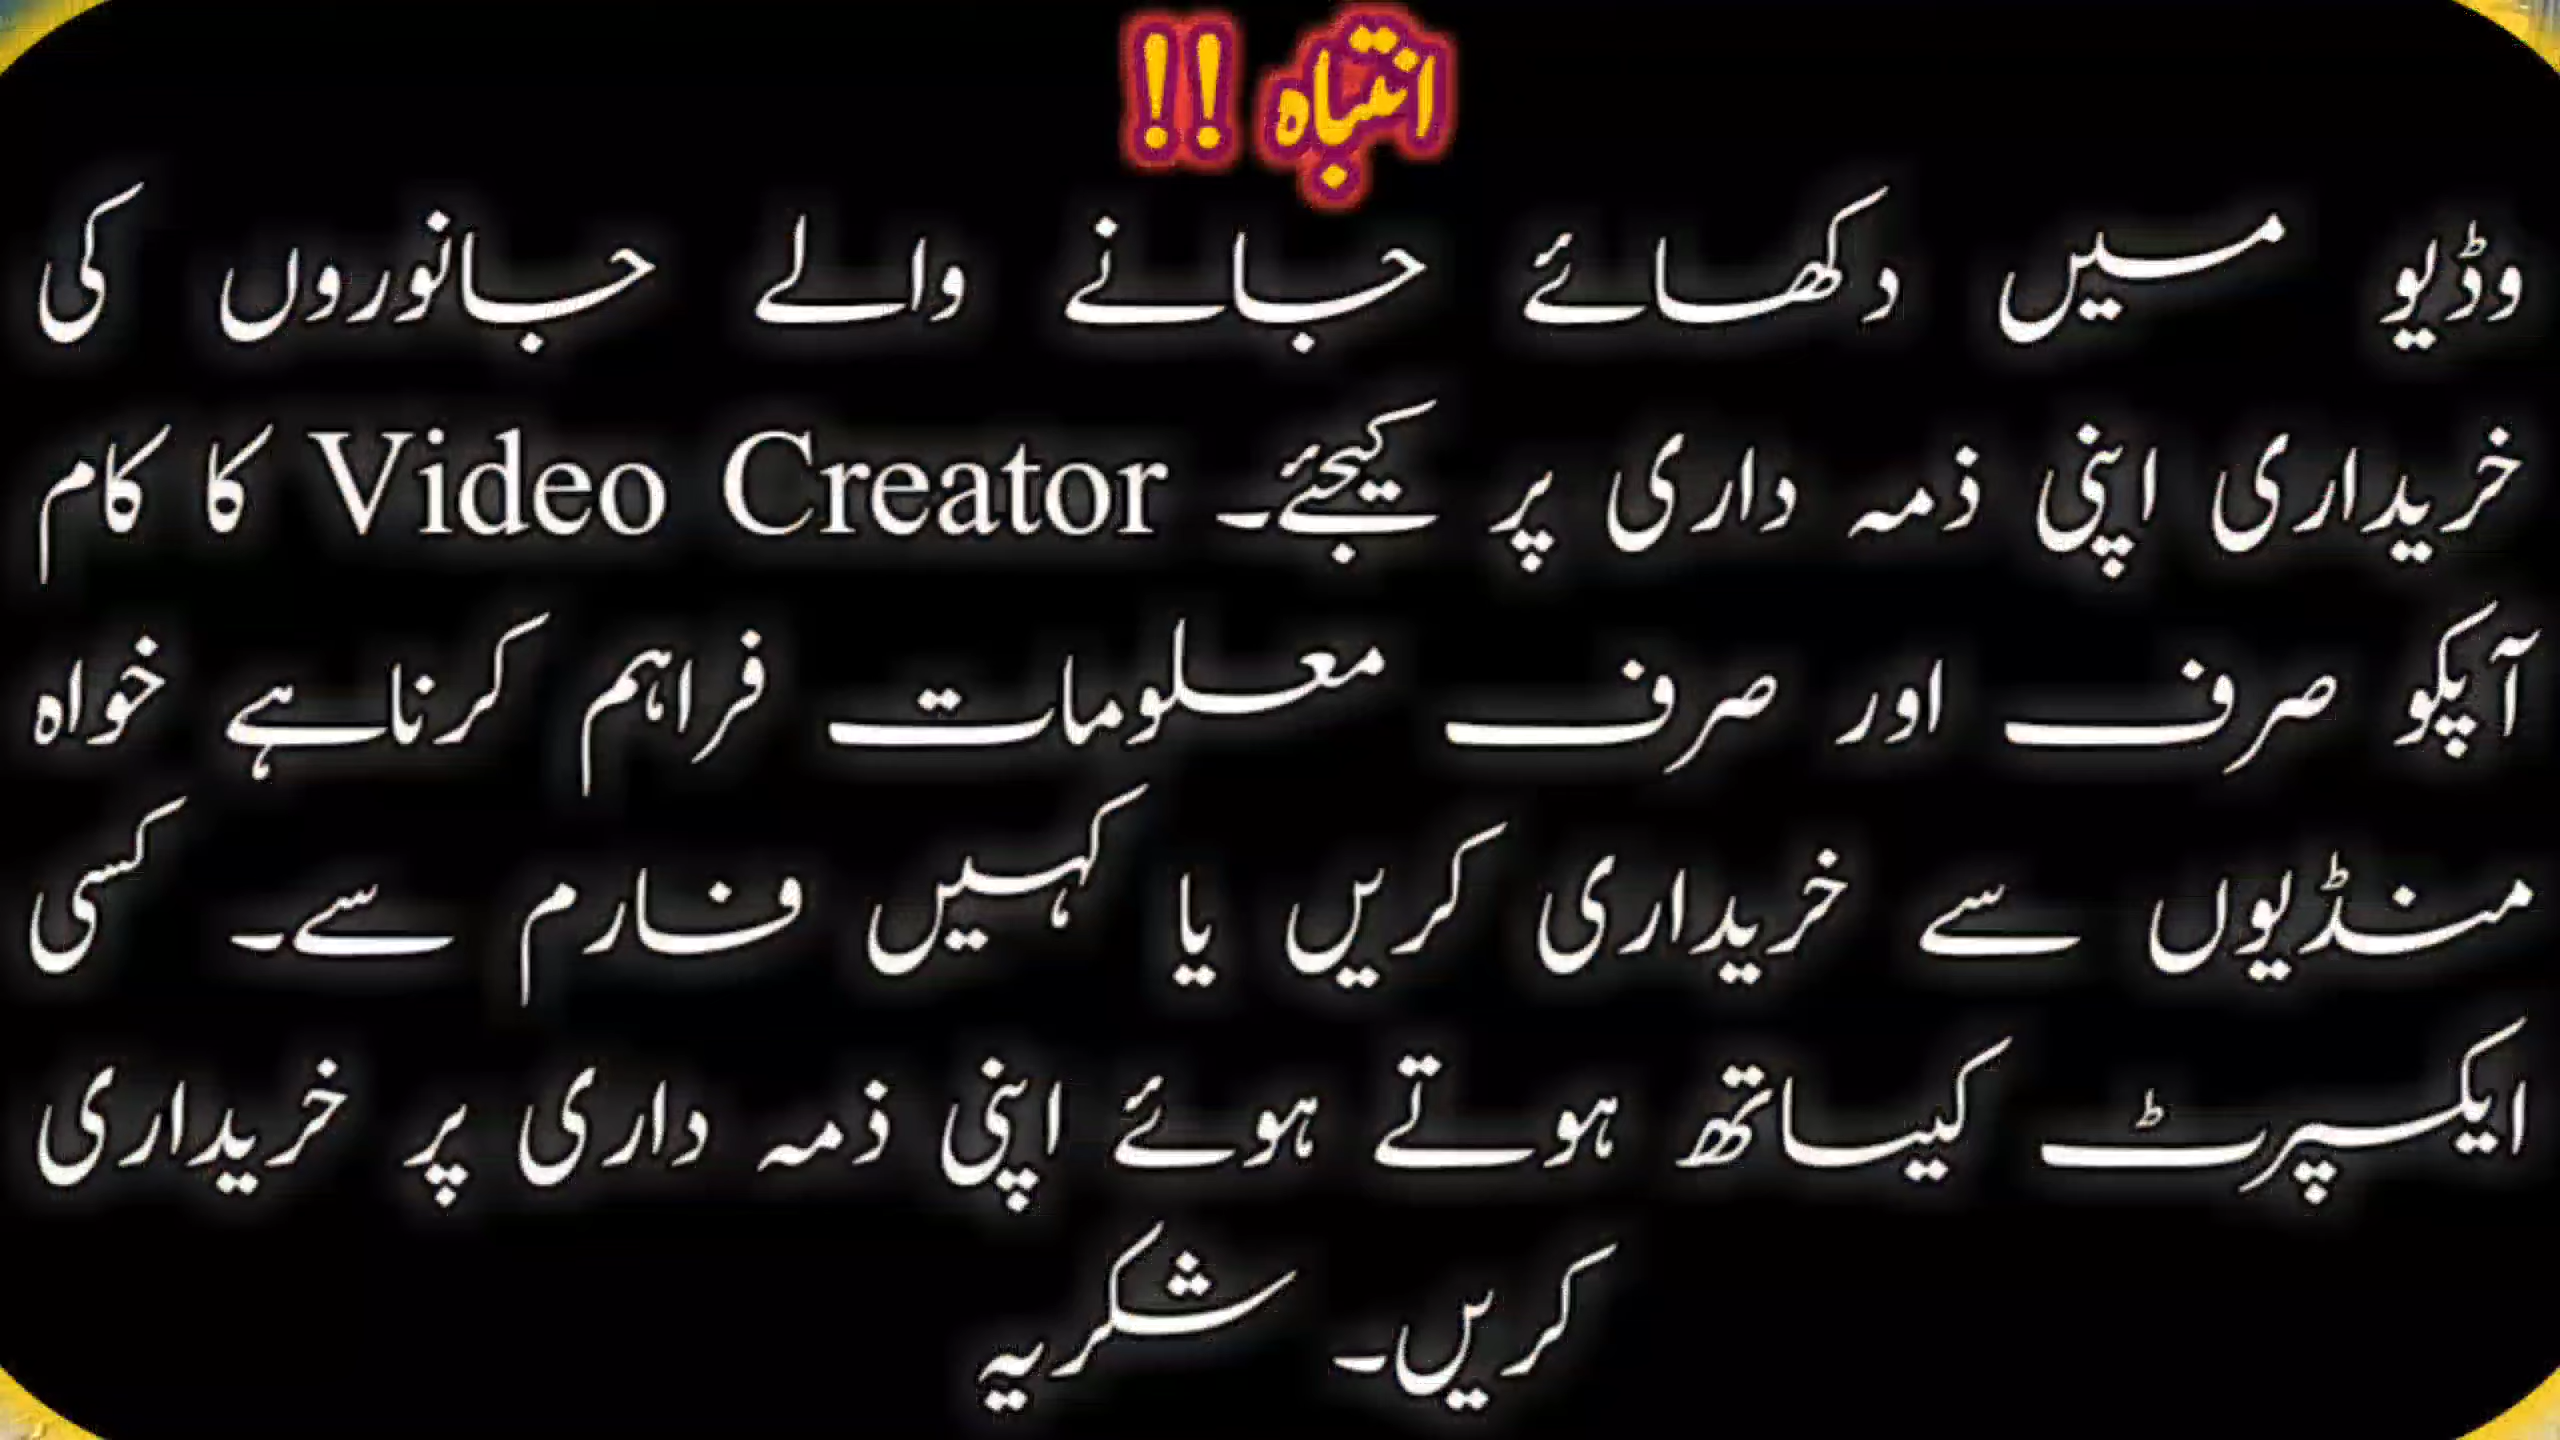 انتباہ !!
وڈیو میں دکھائے جانے والے جانوروں کی
خریداری اپنی ذمہ داری پر کیجئے۔ Video Creator کا کام
آپکو صرف اور صرف معلومات فراہم کرناہے خواہ
منڈیوں سے خریداری کریں یا کہیں فارم سے۔ کسی
ایکسپرٹ کیساتھ ہوتے ہوئے اپنی ذمہ داری پر خریداری
کریں۔ شکریہ